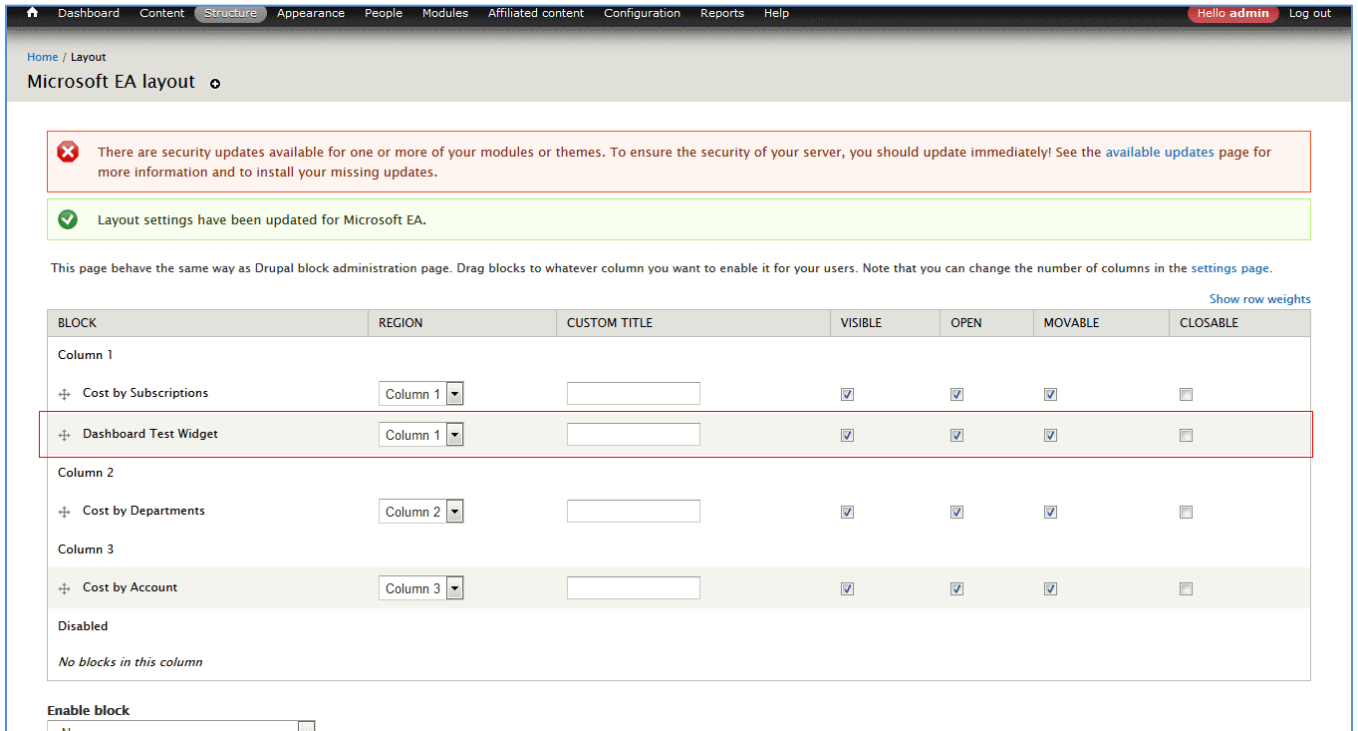 Dashboard Content Structure Appearance People Modules Affiliated content Configuration Reports Help Hello admin Log out
Home / Layout
Microsoft EA layout
There are security updates available for one or more of your modules or themes. To ensure the security of your server, you should update immediately! See the available updates page for
more information and to install your missing updates.
Layout settings have been updated for Microsoft EA.
This page behave the same way as Drupal block administration page. Drag blocks to whatever column you want to enable it for your users. Note that you can change the number of columns in the settings page.
Show row weights
BLOCK REGION CUSTOM TITLE VISIBLE OPEN MOVABLE CLOSABLE
Column 1
Cost by Subscriptions Column 1
Dashboard Test Widget Column 1
Column 2
Cost by Departments Column 2
Column 3
Cost by Account Column 3
Disabled
No blocks in this column
Enable block